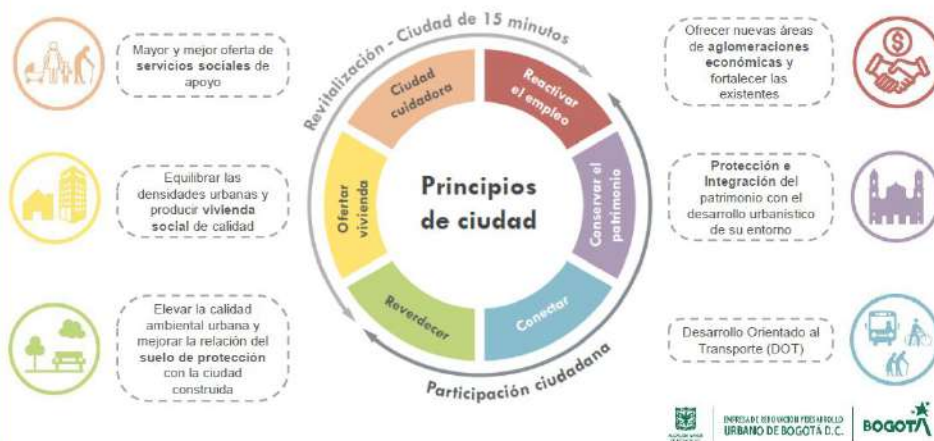 Mayor y mejor oferta de
servicios sociales de
apoyo
Equilibrar las
densidades urbanas y
producir vivienda
social de calidad
Elevar la calidad
ambiental urbana y
mejorar la relación del
suelo de protección
con la ciudad
construida
Revitalización - Ciudad de 15 minutos
Ciudad
cuidadora
Reactivar
el empleo
Ofertar
vivienda
Principios
de ciudad
Conservar el
patrimonio
Reverdecer
Conectar
Participación ciudadana
Ofrecer nuevas áreas
de aglomeraciones
económicas y
fortalecer las
existentes
Protección e
Integración del
patrimonio con el
desarrollo urbanístico
de su entorno
Desarrollo Orientado al
Transporte (DOT)
EMPRESA DE RENOVACIÓN Y DESARROLLO
URBANO DE BOGOTÁ D.C.
BOGOTÁ